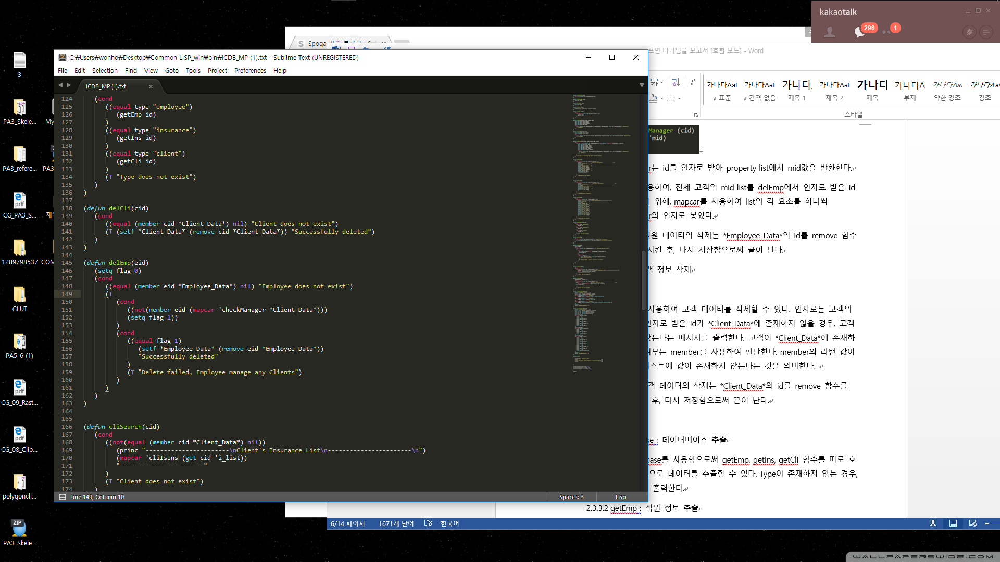 kakaotalk
296
1
Spoqa
프언 미니팀플 보고서 [호환 모드] - Word
C:₩Users₩wonho₩Desktop₩Common LISP_win₩bin₩ICDB_MP (1).txt - Sublime Text (UNREGISTERED)
File Edit Selection Find View Goto Tools Project Preferences Help
ICDB_MP (1).txt
124 (cond
125 ((equal type "employee")
126 (getEmp id)
127 )
128 ((equal type "insurance")
129 (getIns id)
130 )
131 ((equal type "client")
132 (getCli id)
133 )
134 (T "Type does not exist")
135 )
136 )
137
138 (defun delCli(cid)
139 (cond
140 ((equal (member cid *Client_Data*) nil) "Client does not exist")
141 (T (setf *Client_Data* (remove cid *Client_Data*)) "Successfully deleted")
142 )
143 )
144
145 (defun delEmp(eid)
146 (setq flag 0)
147 (cond
148 ((equal (member eid *Employee_Data*) nil) "Employee does not exist")
149 (T
150 (cond
151 ((not(member eid (mapcar 'checkManager *Client_Data*)))
152 (setq flag 1))
153 )
154 (cond
155 ((equal flag 1)
156 (setf *Employee_Data* (remove eid *Employee_Data*))
157 "Successfully deleted"
158 )
159 (T "Delete failed, Employee manage any Clients")
160 )
161 )
162 )
163 )
164
165
166 (defun cliSearch(cid)
167 (cond
168 ((not(equal (member cid *Client_Data*) nil))
169 (princ "-----------------------\nClient's Insurance List\n-----------------------\n")
170 (mapcar 'cliIsIns (get cid 'i_list))
171 "-----------------------"
172 )
173 (T "Client does not exist")
174 )
Line 149, Column 10
Spaces: 3
Lisp
가나다AaE 가나다AaE 가나다, 가나다AaE 가나디 가나다A 가나다Aa 가나다Aa
표준 간격 없음 제목 1 제목 2 제목 부제 약한 강조 강조
스타일
Manager (cid)
'mid)
r는 id를 인자로 받아 property list에서 mid값을 반환한다.
용하여, 전체 고객의 mid list를 delEmp에서 인자로 받은 id
위해, mapcar를 사용하여 list의 각 요소를 하나씩
r의 인자로 넣었다.
직원 데이터의 삭제는 *Employee_Data*의 id를 remove 함수
시킨 후, 다시 저장함으로써 끝이 난다.
객 정보 삭제
사용하여 고객 데이터를 삭제할 수 있다. 인자로는 고객의
인자로 받은 id가 *Client_Data*에 존재하지 않을 경우, 고객
않는다는 메시지를 출력한다. 고객이 *Client_Data*에 존재하
여부는 member를 사용하여 판단한다. member의 리턴 값이
스트에 값이 존재하지 않는다는 것을 의미한다.
객 데이터의 삭제는 *Client_Data*의 id를 remove 함수를
후, 다시 저장함으로써 끝이 난다.
se : 데이터베이스 추출
base를 사용함으로써 getEmp, getIns, getCli 함수를 따로 호
으로 데이터를 추출할 수 있다. Type이 존재하지 않는 경우,
출력한다.
2.3.3.2 getEmp : 직원 정보 추출
6/14 페이지 1671개 단어 한국어
3
PA3_Skele...
My
PA3_refere...
PA3
CG_PA3_S...
1289798537
COM
GLUT
PA5_6 (1)
CG_09_Rast...
CG_08_Clip...
polygoncli...
ZIP
PA3_Skele...
pdf
pdf
pdf
WALLPAPERSWIDE.COM